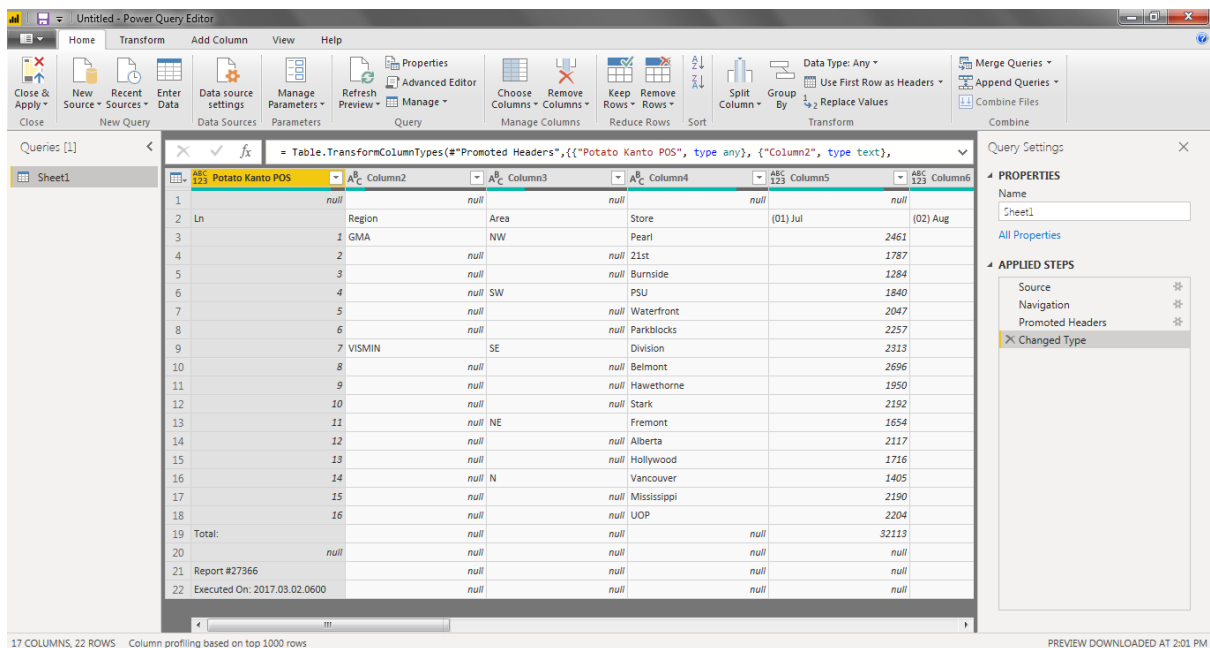 Untitled - Power Query Editor
Home Transform Add Column View Help
Close & Apply
New Source
Recent Sources
Enter Data
Data source settings
Manage Parameters
Refresh Preview
Properties
Advanced Editor
Manage
Choose Columns
Remove Columns
Keep Rows
Remove Rows
Split Column
Group By
Data Type: Any
Use First Row as Headers
Replace Values
Merge Queries
Append Queries
Combine Files
Close New Query Data Sources Parameters Query Manage Columns Reduce Rows Sort Transform Combine
Queries [1]
Sheet1
fx = Table.TransformColumnTypes(#"Promoted Headers",{{"Potato Kanto POS", type any}, {"Column2", type text},
ABC 123 Potato Kanto POS ABC Column2 ABC Column3 ABC Column4 ABC 123 Column5 ABC 123 Column6
1 null null null null null
2 Ln Region Area Store (01) Jul (02) Aug
3 1 GMA NW Pearl 2461
4 2 null null 21st 1787
5 3 null null Burnside 1284
6 4 null SW PSU 1840
7 5 null null Waterfront 2047
8 6 null null Parkblocks 2257
9 7 VISMIN SE Division 2313
10 8 null null Belmont 2696
11 9 null null Hawethorne 1950
12 10 null null Stark 2192
13 11 null NE Fremont 1654
14 12 null null Alberta 2117
15 13 null null Hollywood 1716
16 14 null N Vancouver 1405
17 15 null null Mississippi 2190
18 16 null null UOP 2204
19 Total: null null null 32113
20 null null null null null
21 Report #27366 null null null null
22 Executed On: 2017.03.02.0600 null null null null
Query Settings
PROPERTIES
Name
Sheet1
All Properties
APPLIED STEPS
Source
Navigation
Promoted Headers
Changed Type
17 COLUMNS, 22 ROWS Column profiling based on top 1000 rows PREVIEW DOWNLOADED AT 2:01 PM